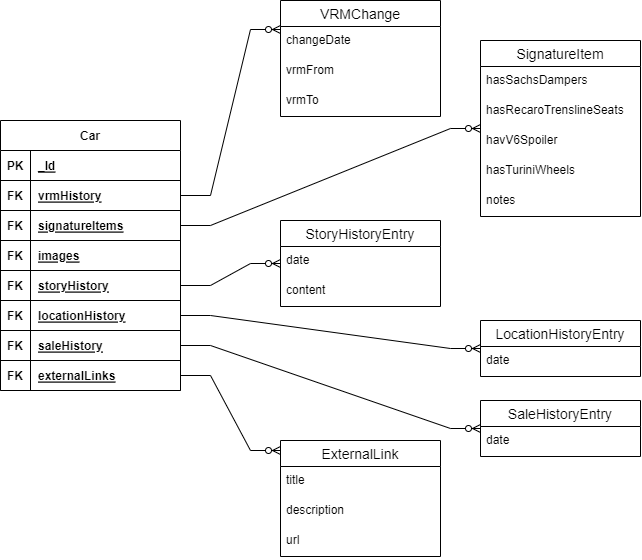 VRMChange
changeDate
vrmFrom
vrmTo
SignatureItem
hasSachsDampers
hasRecaroTrenslineSeats
havV6Spoiler
hasTuriniWheels
notes
Car
PK _Id
FK vrmHistory
FK signatureItems
FK images
FK storyHistory
FK locationHistory
FK saleHistory
FK externalLinks
StoryHistoryEntry
date
content
LocationHistoryEntry
date
SaleHistoryEntry
date
ExternalLink
title
description
url